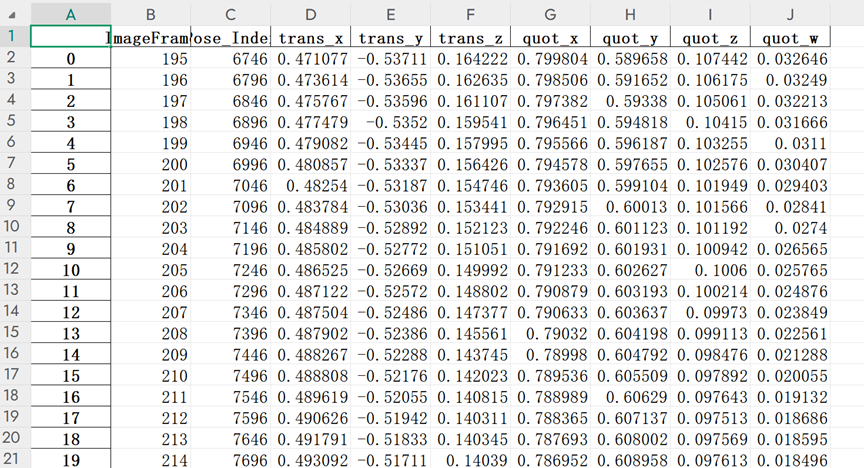 A B C D E F G H I J
1 ImageFram Pose_Inde trans_x trans_y trans_z quot_x quot_y quot_z quot_w
2 0 195 6746 0.471077 -0.53711 0.164222 0.799804 0.589658 0.107442 0.032646
3 1 196 6796 0.473614 -0.53655 0.162635 0.798506 0.591652 0.106175 0.03249
4 2 197 6846 0.475767 -0.53596 0.161107 0.797382 0.59338 0.105061 0.032213
5 3 198 6896 0.477479 -0.5352 0.159541 0.796451 0.594818 0.10415 0.031666
6 4 199 6946 0.479082 -0.53445 0.157995 0.795566 0.596187 0.103255 0.0311
7 5 200 6996 0.480857 -0.53337 0.156426 0.794578 0.597655 0.102576 0.030407
8 6 201 7046 0.48254 -0.53187 0.154746 0.793605 0.599104 0.101949 0.029403
9 7 202 7096 0.483784 -0.53036 0.153441 0.792915 0.60013 0.101566 0.02841
10 8 203 7146 0.484889 -0.52892 0.152123 0.792246 0.601123 0.101192 0.0274
11 9 204 7196 0.485802 -0.52772 0.151051 0.791692 0.601931 0.100942 0.026565
12 10 205 7246 0.486525 -0.52669 0.149992 0.791233 0.602627 0.1006 0.025765
13 11 206 7296 0.487122 -0.52572 0.148802 0.790879 0.603193 0.100214 0.024876
14 12 207 7346 0.487504 -0.52486 0.147377 0.790633 0.603637 0.09973 0.023849
15 13 208 7396 0.487902 -0.52386 0.145561 0.79032 0.604198 0.099113 0.022561
16 14 209 7446 0.488267 -0.52288 0.143745 0.78998 0.604792 0.098476 0.021288
17 15 210 7496 0.488808 -0.52176 0.142023 0.789536 0.605509 0.097892 0.020055
18 16 211 7546 0.489619 -0.52055 0.140815 0.788989 0.60629 0.097643 0.019132
19 17 212 7596 0.490626 -0.51942 0.140311 0.788365 0.607137 0.097513 0.018686
20 18 213 7646 0.491791 -0.51833 0.140345 0.787693 0.608002 0.097569 0.018595
21 19 214 7696 0.493092 -0.51711 0.14039 0.786952 0.608958 0.097613 0.018496